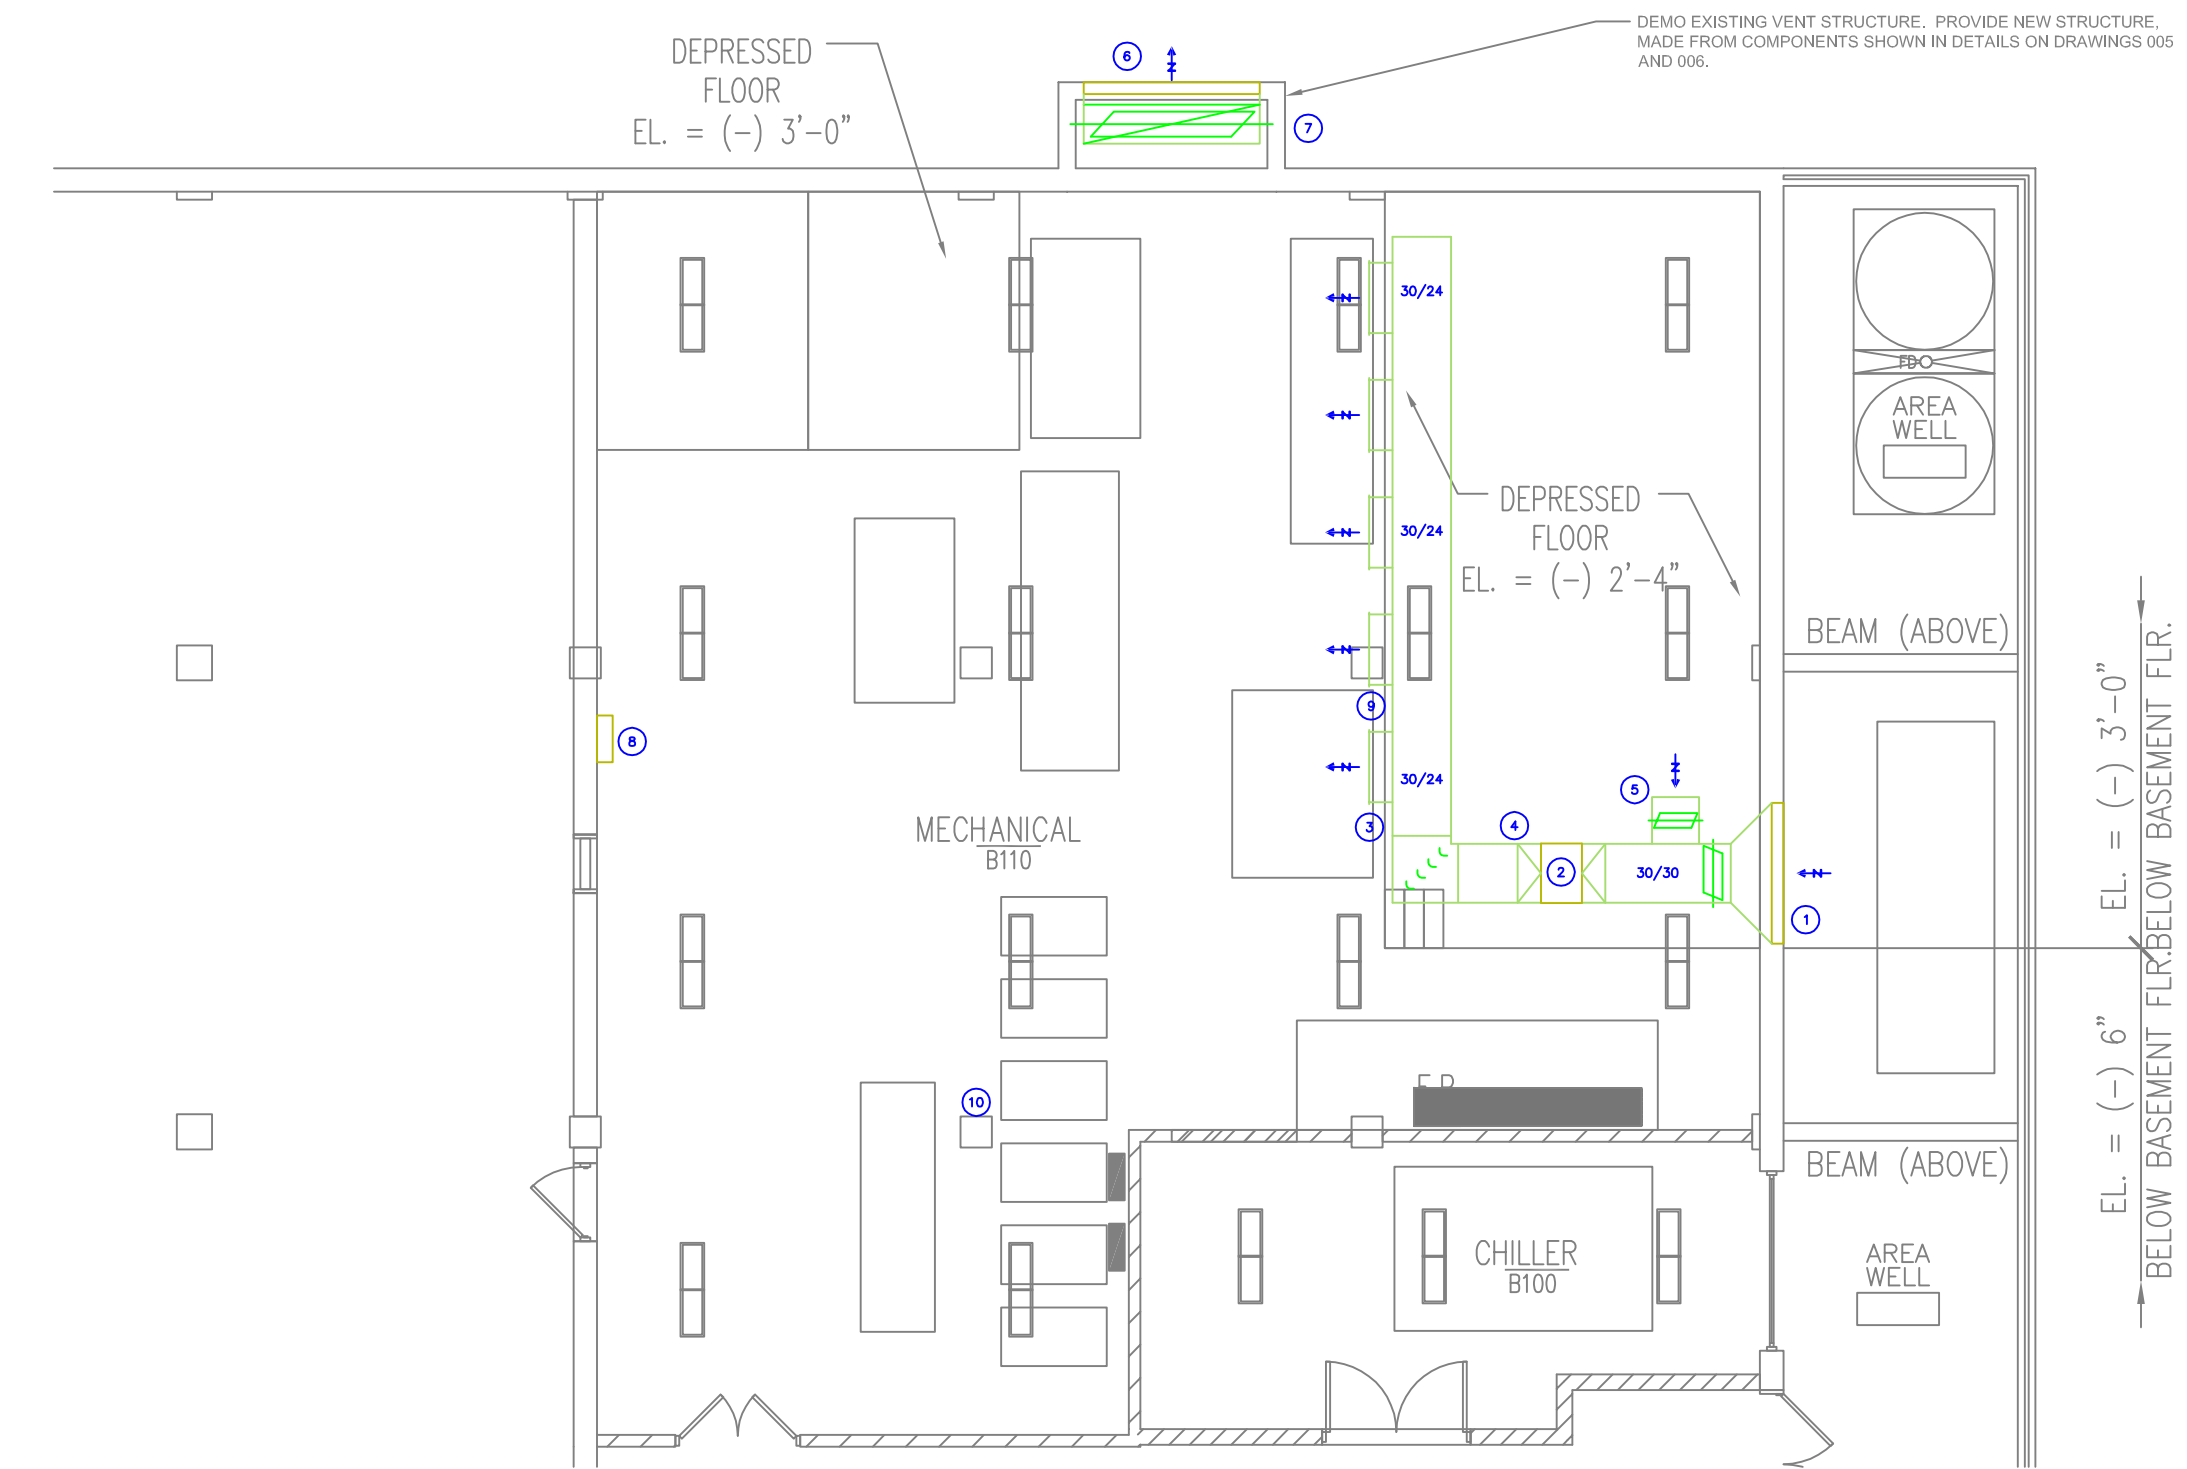 DEMO EXISTING VENT STRUCTURE. PROVIDE NEW STRUCTURE,
MADE FROM COMPONENTS SHOWN IN DETAILS ON DRAWINGS 005
AND 006.
DEPRESSED
FLOOR
EL. = (-) 3'-0"
6
7
30/24
FD
AREA
WELL
30/24
DEPRESSED
FLOOR
EL. = (-) 2'-4"
BEAM (ABOVE)
9
8
30/24
5
3
4
MECHANICAL
B110
2
30/30
1
EL. = (-) 3'-0"
BELOW BASEMENT FLR.
EL. = (-) 6"
BELOW BASEMENT FLR.
10
BEAM (ABOVE)
CHILLER
B100
AREA
WELL